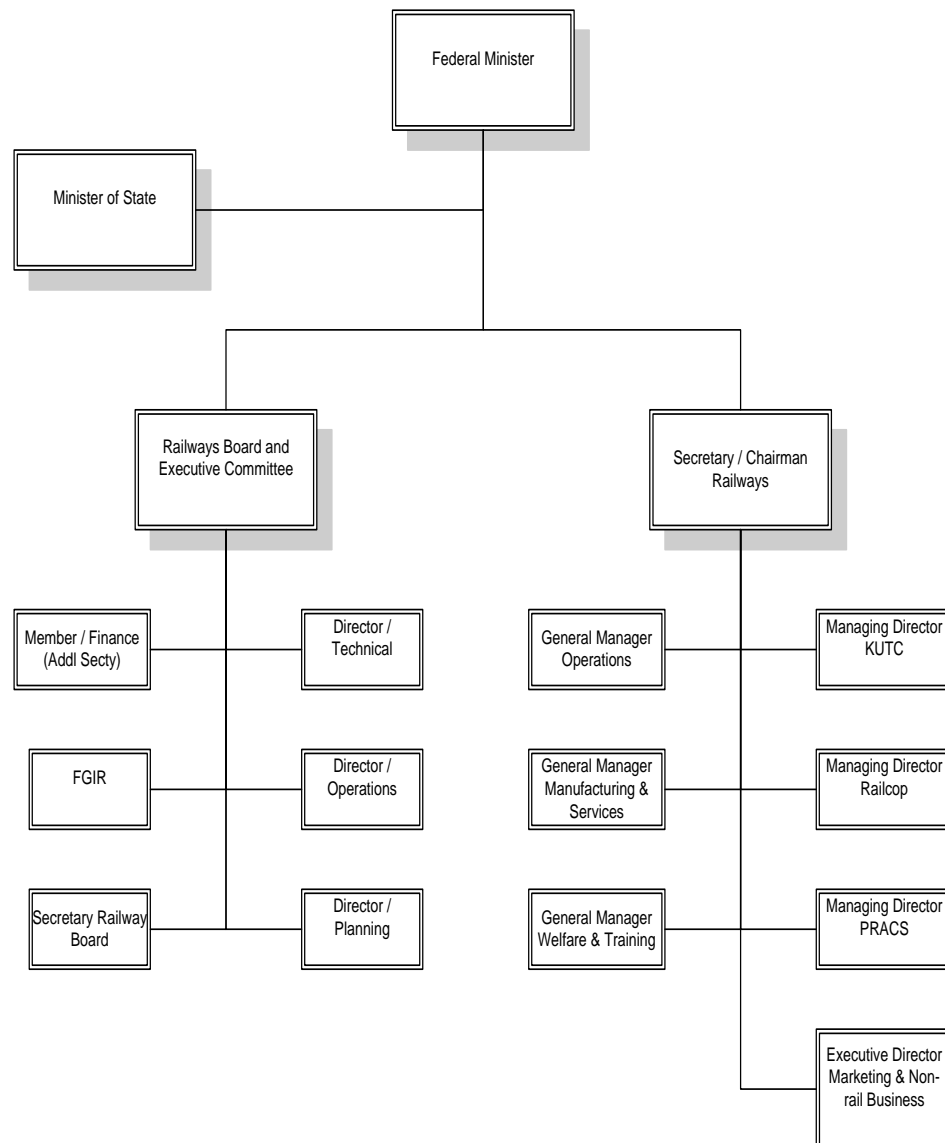 Federal Minister
Minister of State
Railways Board and
Executive Committee
Secretary / Chairman
Railways
Member / Finance
(Addl Secty)
Director /
Technical
General Manager
Operations
Managing Director
KUTC
FGIR
Director /
Operations
General Manager
Manufacturing &
Services
Managing Director
Railcop
Secretary Railway
Board
Director /
Planning
General Manager
Welfare & Training
Managing Director
PRACS
Executive Director
Marketing & Non-
rail Business